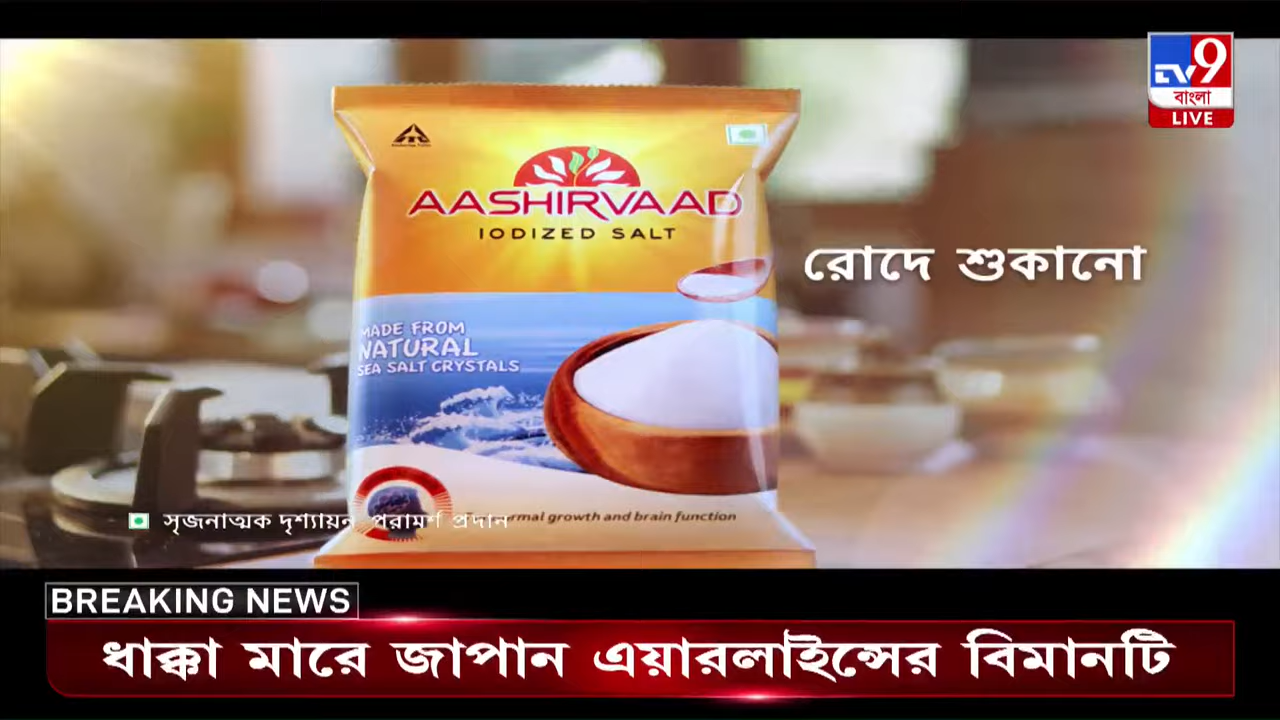 TV9
বাংলা
LIVE
AASHIRVAAD
IODIZED SALT
রোদে শুকানো
MADE FROM
NATURAL
SEA SALT CRYSTALS
growth and brain function
সৃজনাত্মক দৃশ্যায়ন, পরামর্শ প্রদান
BREAKING NEWS
ধাক্কা মারে জাপান এয়ারলাইন্সের বিমানটি